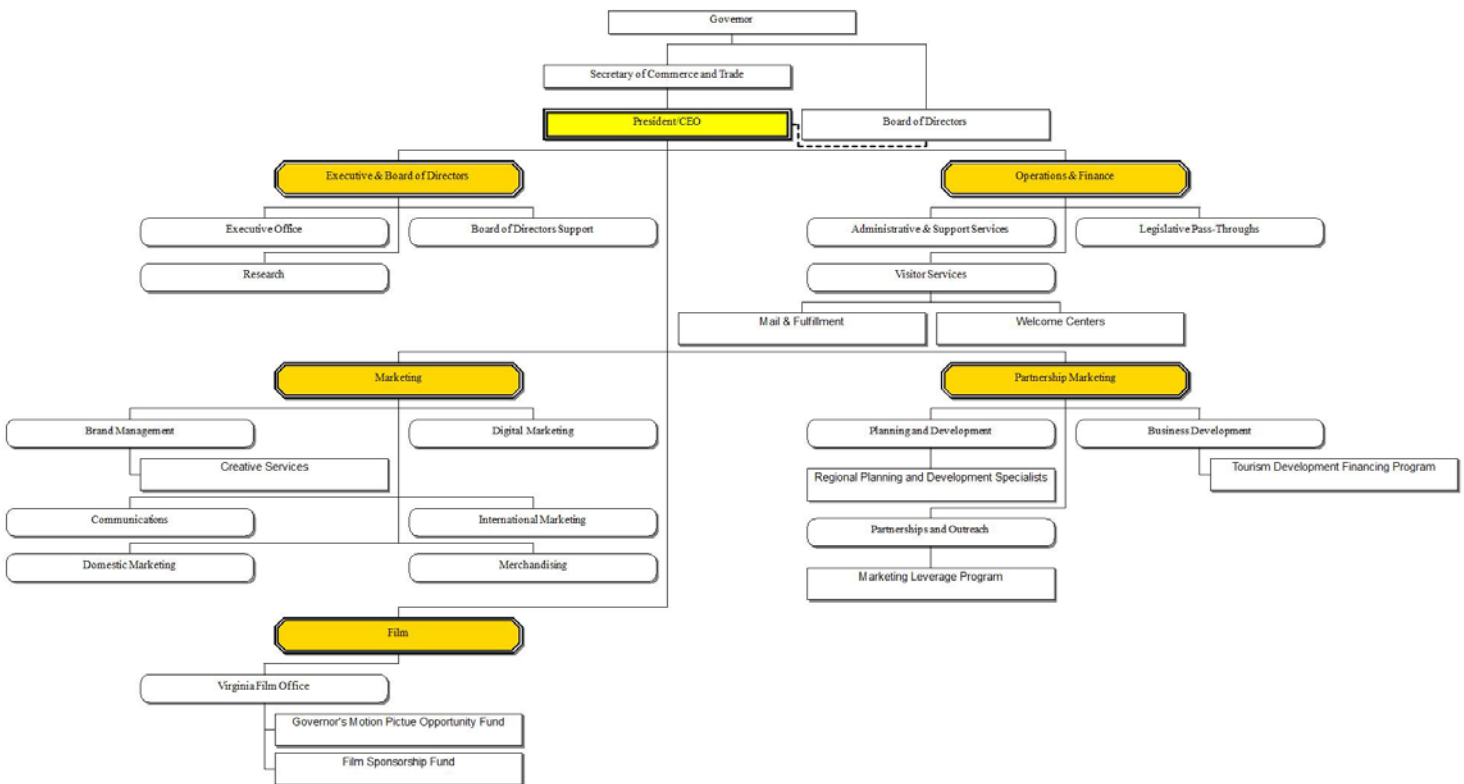 Governor
Secretary of Commerce and Trade
President/CEO
Board of Directors
Executive & Board of Directors
Operations & Finance
Executive Office
Board of Directors Support
Administrative & Support Services
Legislative Pass-Throughs
Research
Visitor Services
Mail & Fulfillment
Welcome Centers
Marketing
Partnership Marketing
Brand Management
Digital Marketing
Planning and Development
Business Development
Creative Services
Regional Planning and Development Specialists
Tourism Development Financing Program
Communications
International Marketing
Partnerships and Outreach
Domestic Marketing
Merchandising
Marketing Leverage Program
Film
Virginia Film Office
Governor's Motion Pictue Opportunity Fund
Film Sponsorship Fund